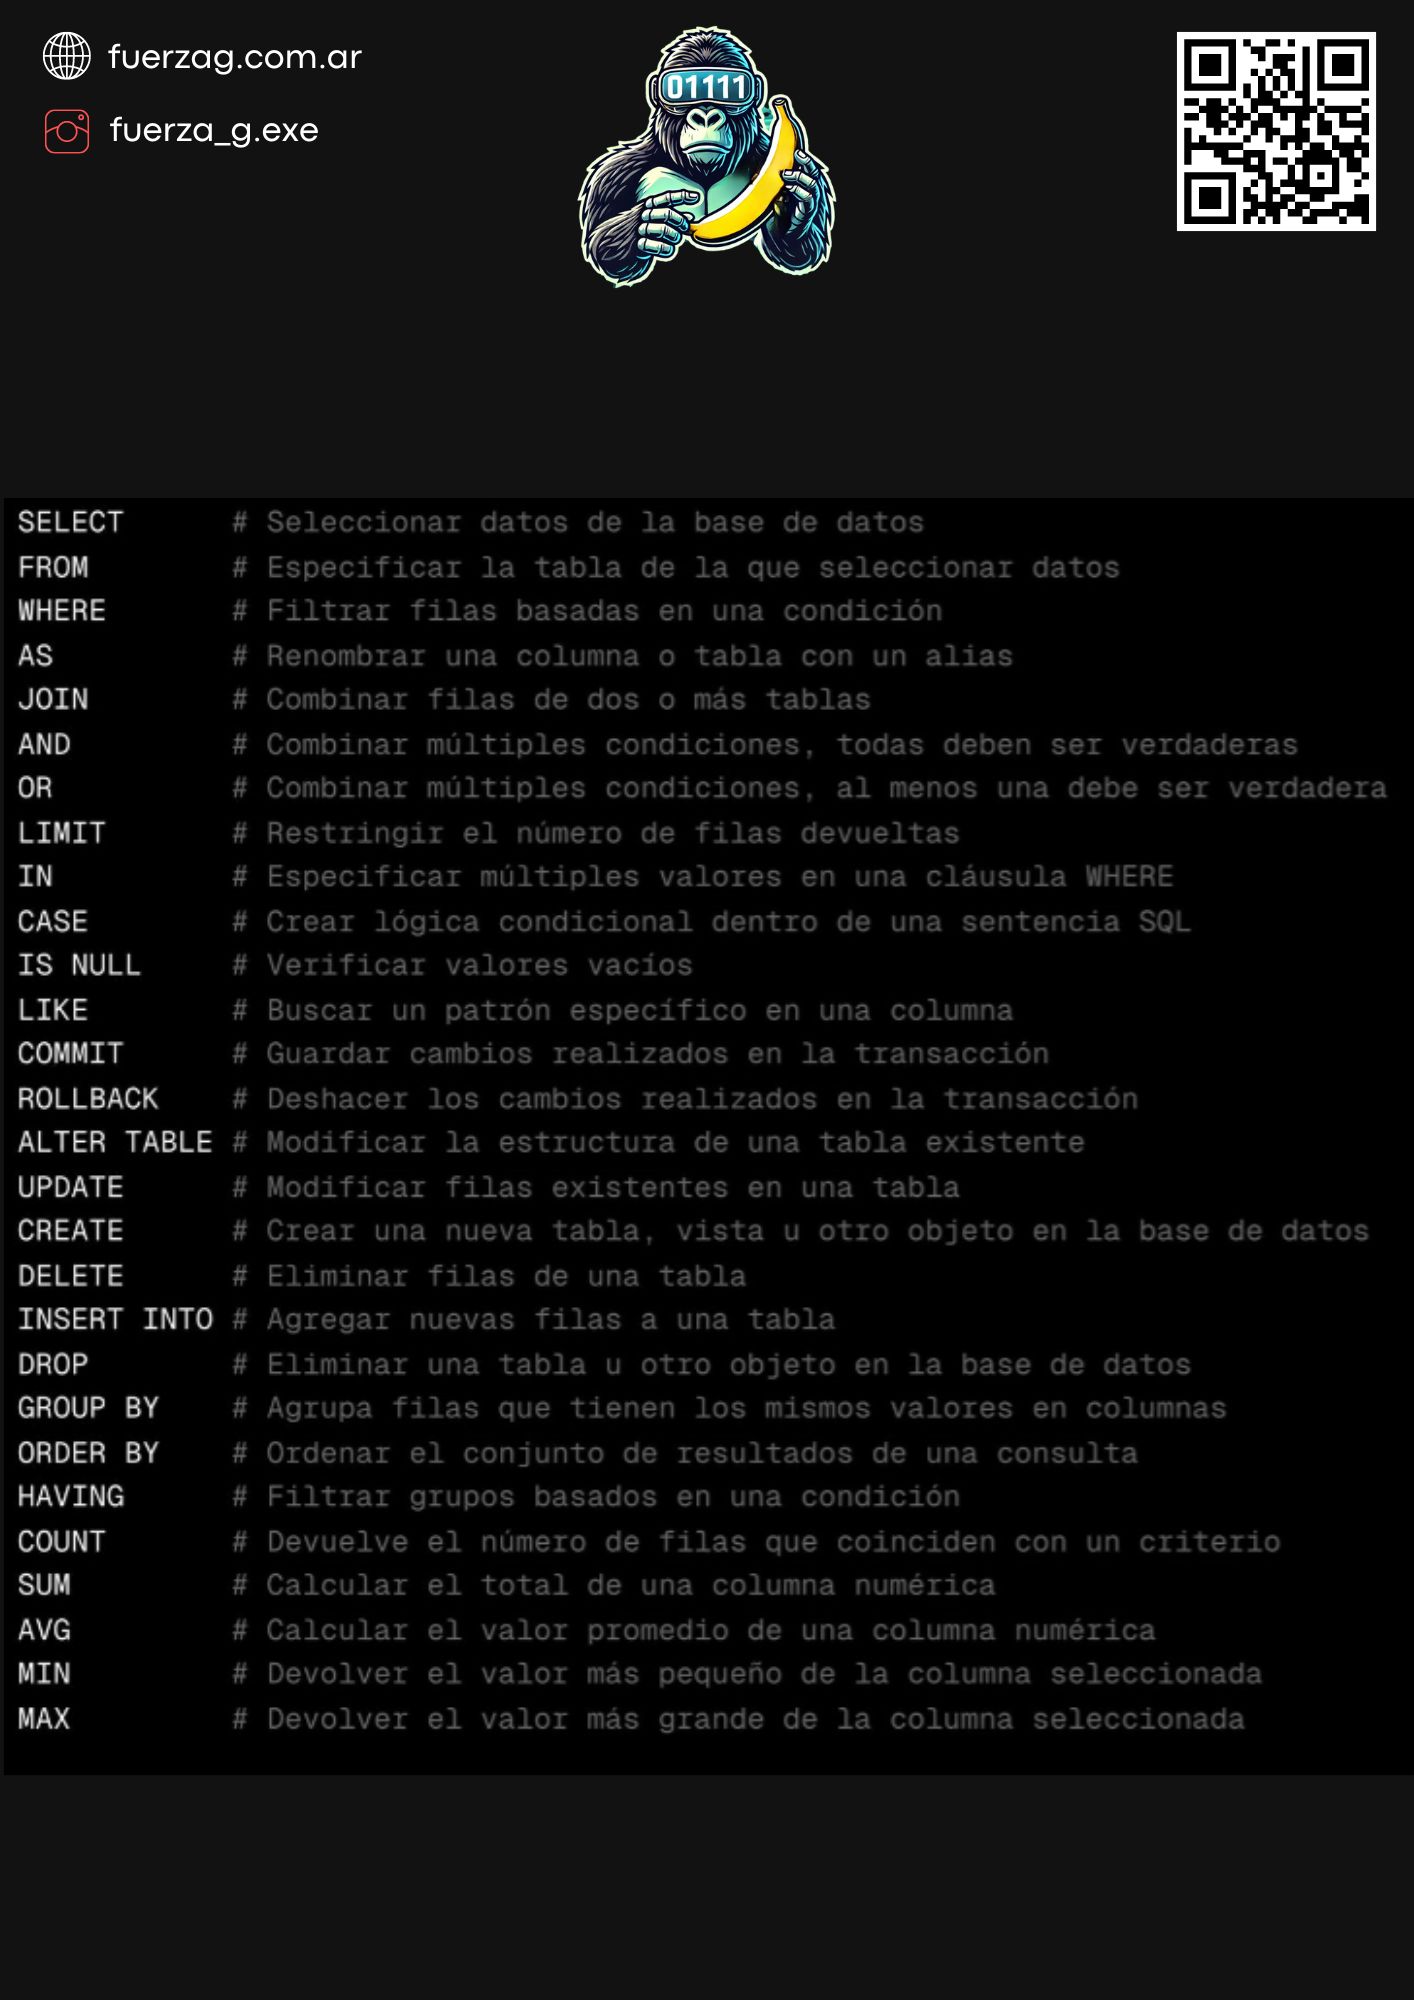 fuerzag.com.ar
fuerza_g.exe
01111
SELECT # Seleccionar datos de la base de datos
FROM # Especificar la tabla de la que seleccionar datos
WHERE # Filtrar filas basadas en una condición
AS # Renombrar una columna o tabla con un alias
JOIN # Combinar filas de dos o más tablas
AND # Combinar múltiples condiciones, todas deben ser verdaderas
OR # Combinar múltiples condiciones, al menos una debe ser verdadera
LIMIT # Restringir el número de filas devueltas
IN # Especificar múltiples valores en una cláusula WHERE
CASE # Crear lógica condicional dentro de una sentencia SQL
IS NULL # Verificar valores vacíos
LIKE # Buscar un patrón específico en una columna
COMMIT # Guardar cambios realizados en la transacción
ROLLBACK # Deshacer los cambios realizados en la transacción
ALTER TABLE # Modificar la estructura de una tabla existente
UPDATE # Modificar filas existentes en una tabla
CREATE # Crear una nueva tabla, vista u otro objeto en la base de datos
DELETE # Eliminar filas de una tabla
INSERT INTO # Agregar nuevas filas a una tabla
DROP # Eliminar una tabla u otro objeto en la base de datos
GROUP BY # Agrupa filas que tienen los mismos valores en columnas
ORDER BY # Ordenar el conjunto de resultados de una consulta
HAVING # Filtrar grupos basados en una condición
COUNT # Devuelve el número de filas que coinciden con un criterio
SUM # Calcular el total de una columna numérica
AVG # Calcular el valor promedio de una columna numérica
MIN # Devolver el valor más pequeño de la columna seleccionada
MAX # Devolver el valor más grande de la columna seleccionada